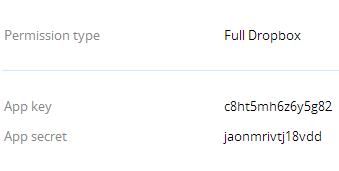 Permission type Full Dropbox
App key c8ht5mh6z6y5g82
App secret jaonmrivtj18vdd